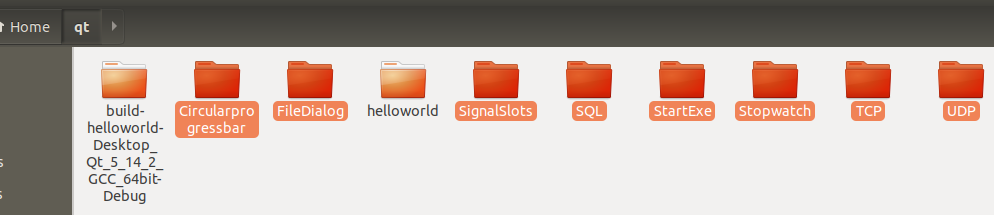 Home qt
build-
helloworld-
Desktop_
Qt_5_14_2_
GCC_64bit-
Debug
Circularpro
gressbar
FileDialog
helloworld
SignalSlots
SQL
StartExe
Stopwatch
TCP
UDP
s
s